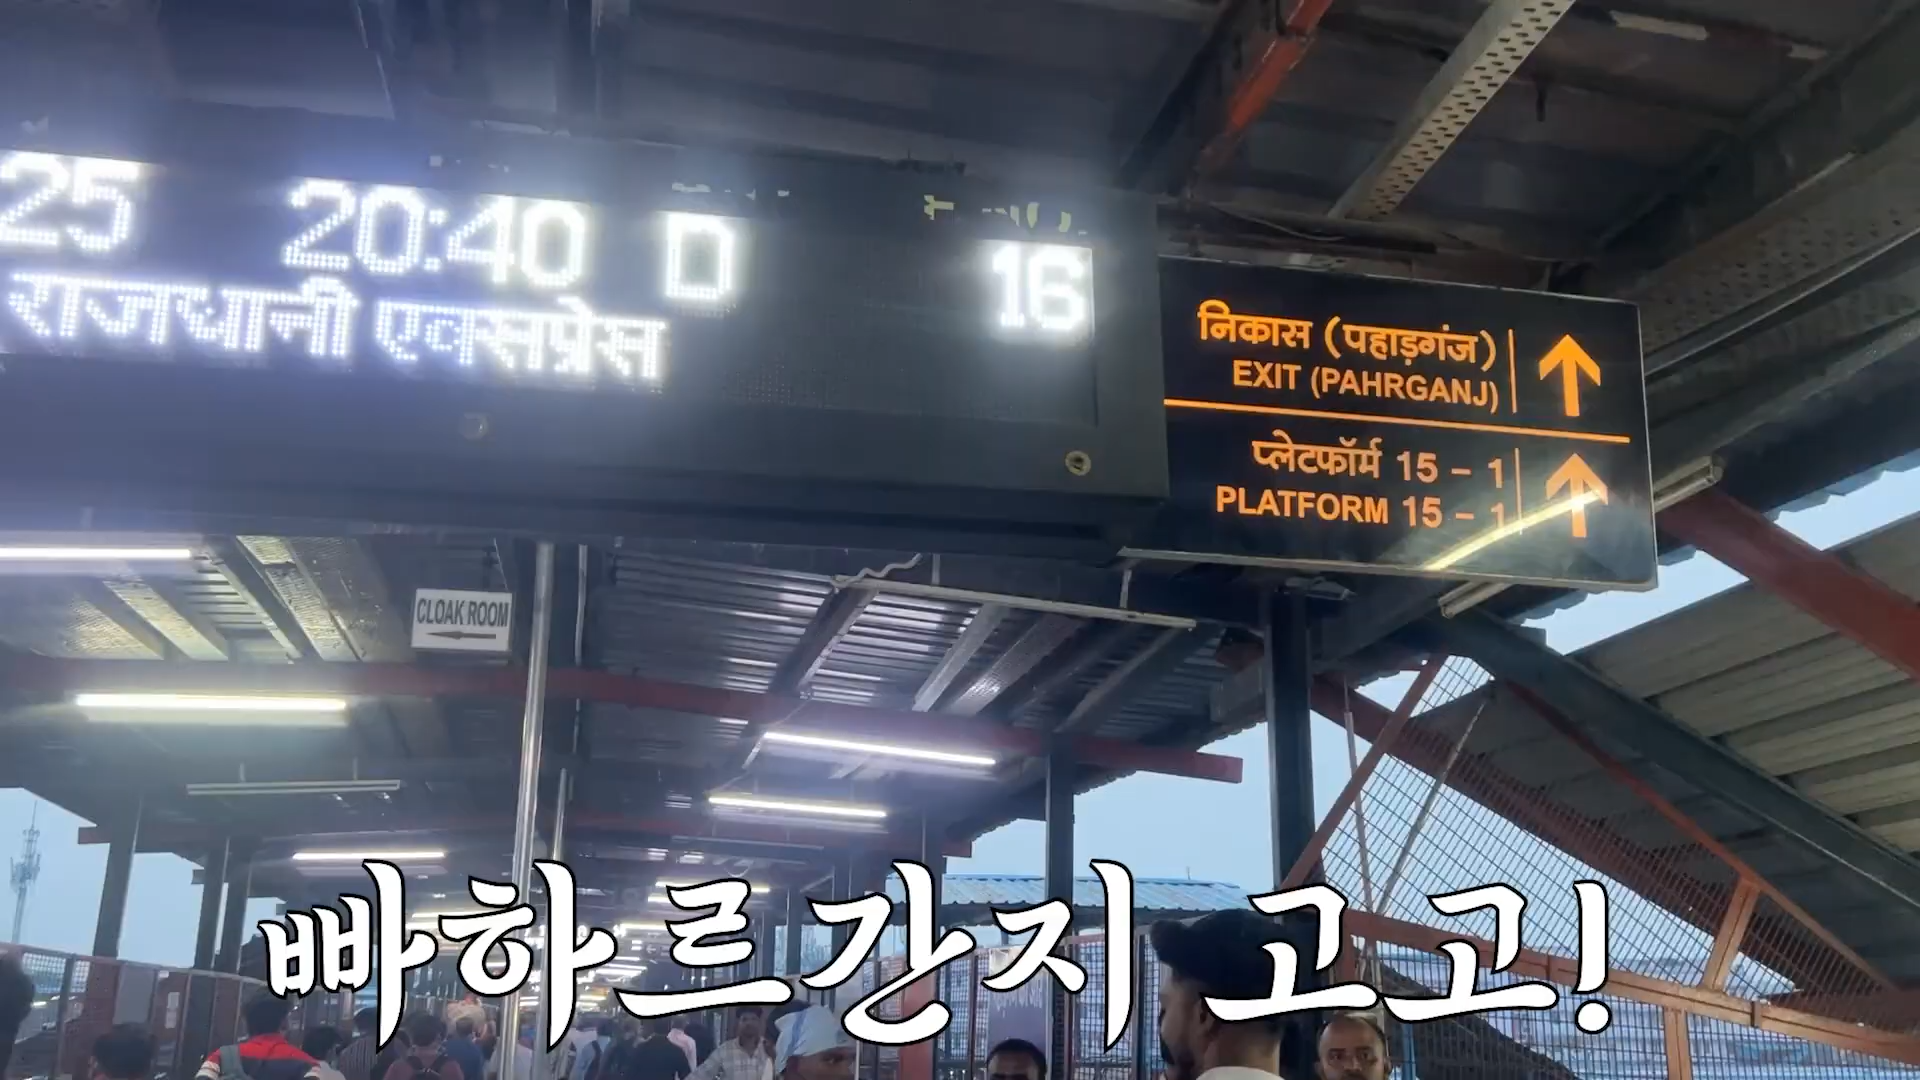 25 20:40 D 16
राजधानी एक्सप्रेस
निकास (पहाड़गंज)
EXIT (PAHRGANJ)
प्लेटफॉर्म 15 - 1
PLATFORM 15 - 1
CLOAK ROOM
빠하르간지 고고!